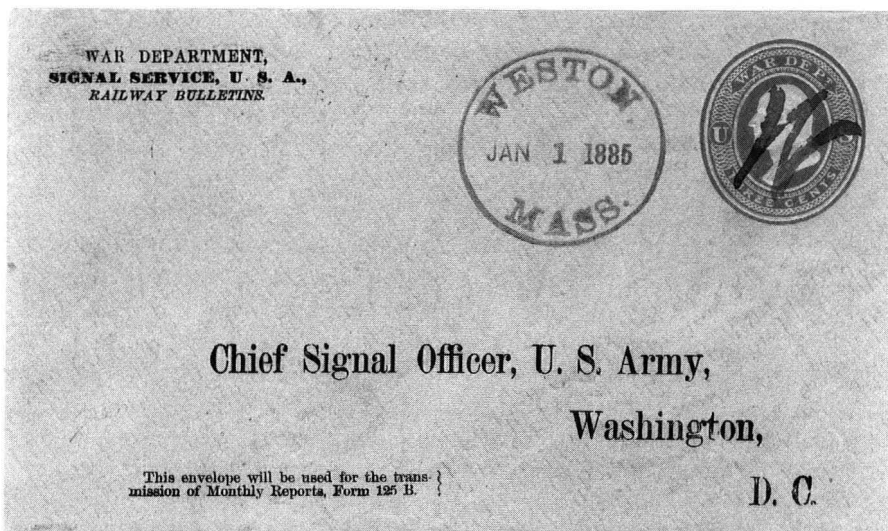 WAR DEPARTMENT,
SIGNAL SERVICE, U. S. A.,
RAILWAY BULLETINS.
WESTON.
JAN 1 1885
MASS.
WAR DEPT.
U S
THREE CENTS
Chief Signal Officer, U. S. Army,
Washington,
D. C.
This envelope will be used for the trans-
mission of Monthly Reports, Form 125 B.